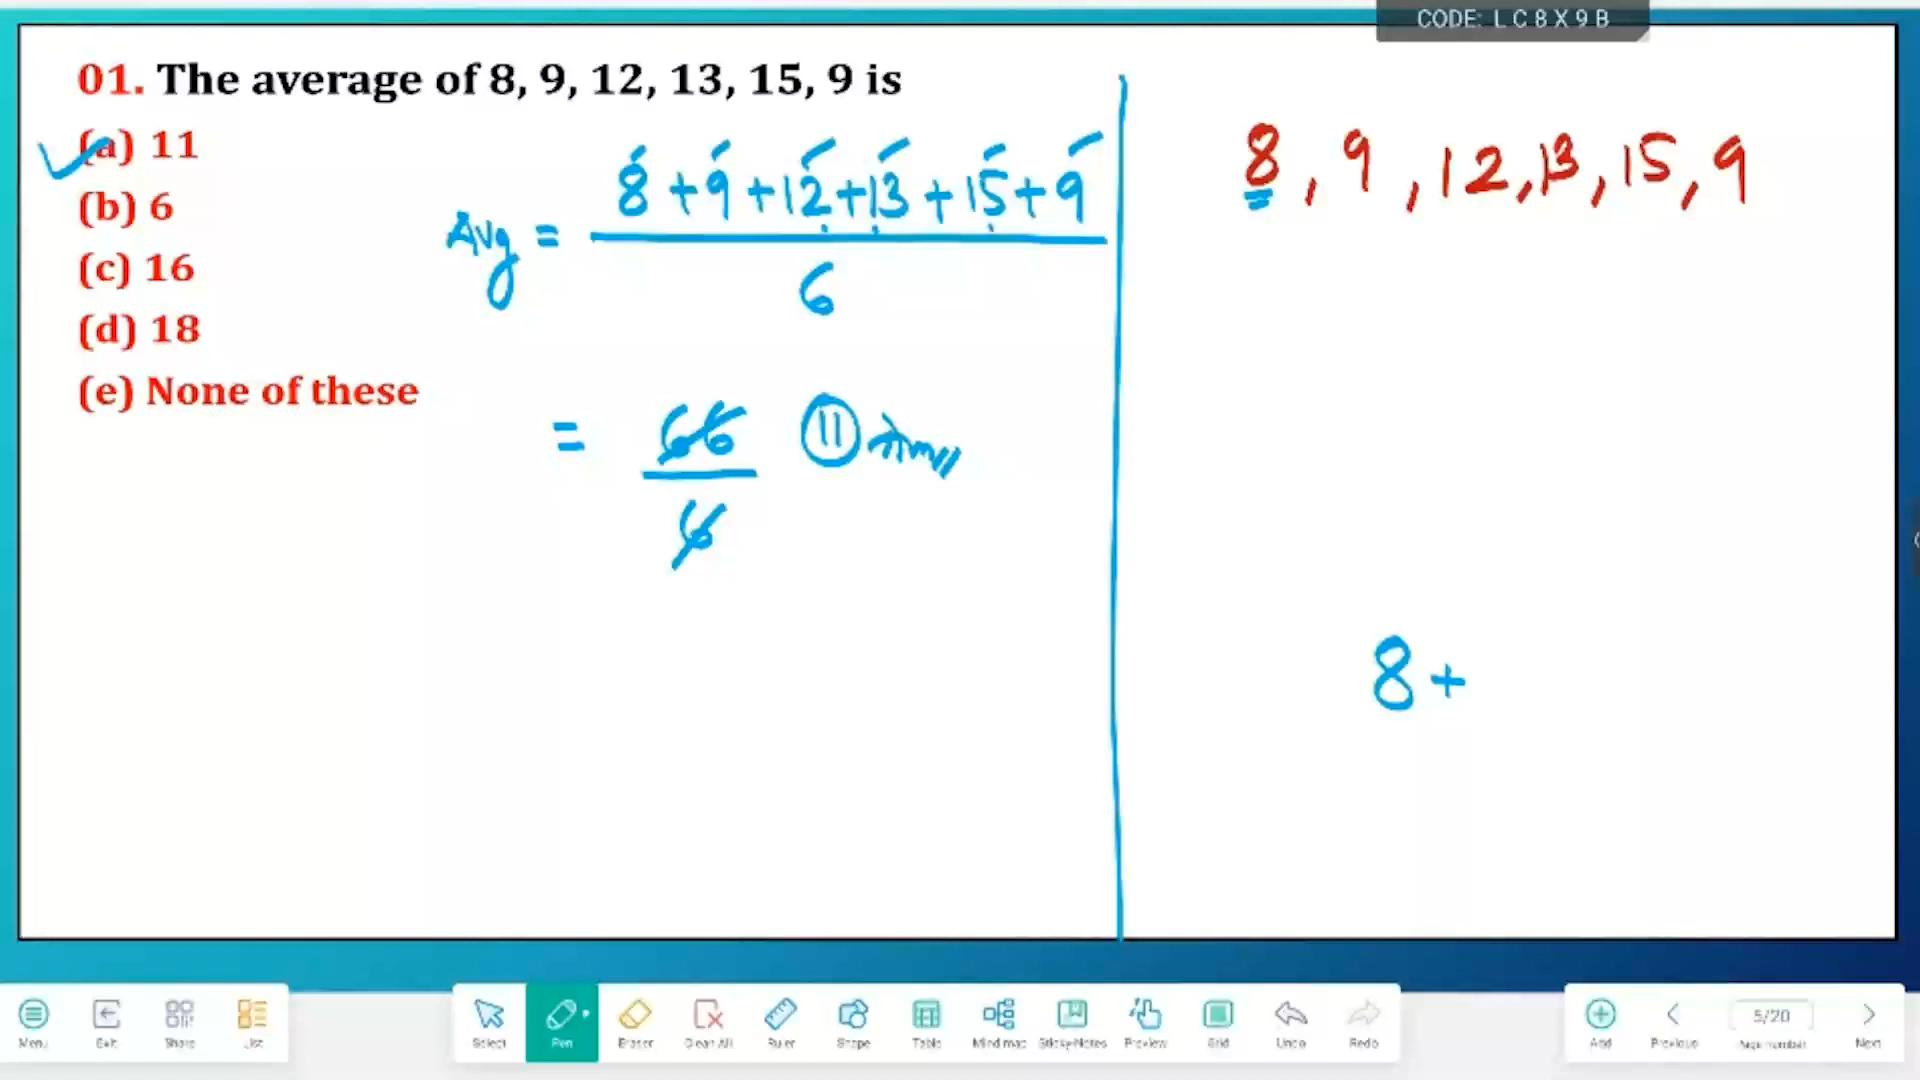 CODE: L C 8 X 9 B
01. The average of 8, 9, 12, 13, 15, 9 is
(a) 11
(b) 6
(c) 16
(d) 18
(e) None of these
Avg = 8 + 9 + 12 + 13 + 15 + 9
6
= 66 11
6
8, 9, 12, 13, 15, 9
8 +
Menu Exit Share List
Select Pen Eraser Clear All Ruler Shape Table Mind map Sticky-Notes Preview Grid Undo Redo
5/20
Add Previous Page number Next